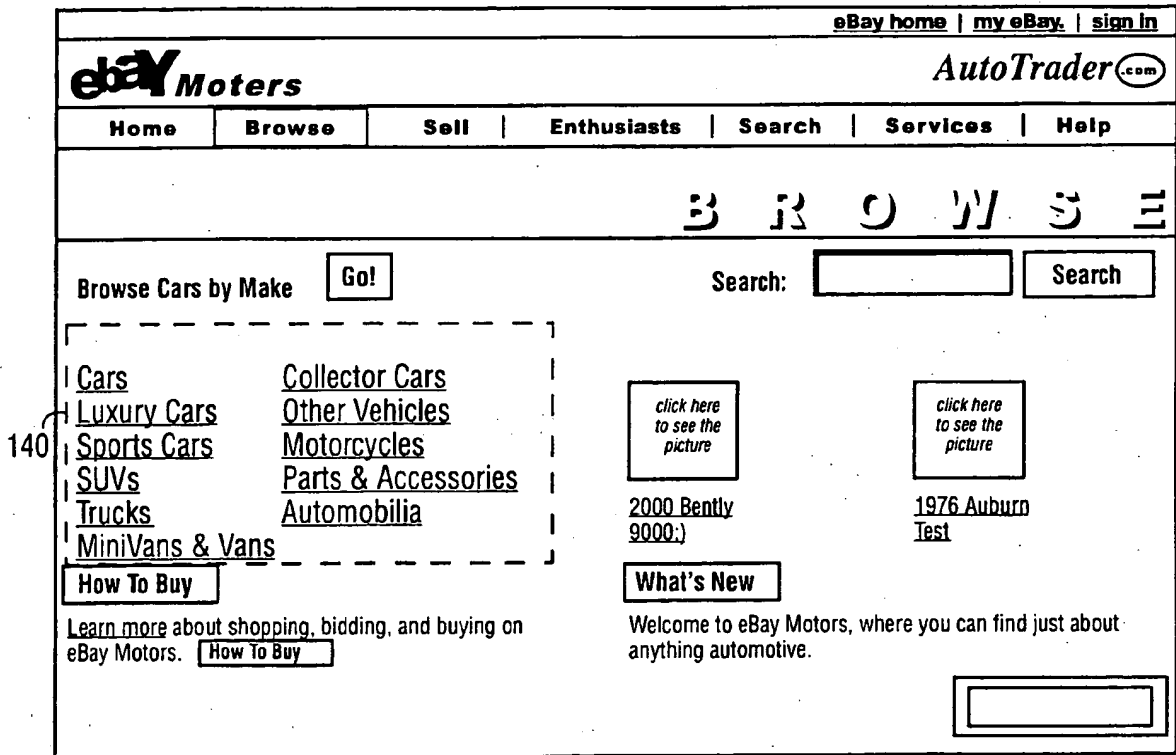 eBay home | my eBay. | sign in
ebaY Moters
AutoTrader .com
Home Browse Sell | Enthusiasts | Search | Services | Help
BROWSE
Browse Cars by Make Go!
Search: Search
Cars
Luxury Cars
Sports Cars
SUVs
Trucks
MiniVans & Vans
Collector Cars
Other Vehicles
Motorcycles
Parts & Accessories
Automobilia
140
click here
to see the
picture
2000 Bently
9000:)
click here
to see the
picture
1976 Auburn
Test
How To Buy
Learn more about shopping, bidding, and buying on
eBay Motors. How To Buy
What's New
Welcome to eBay Motors, where you can find just about
anything automotive.